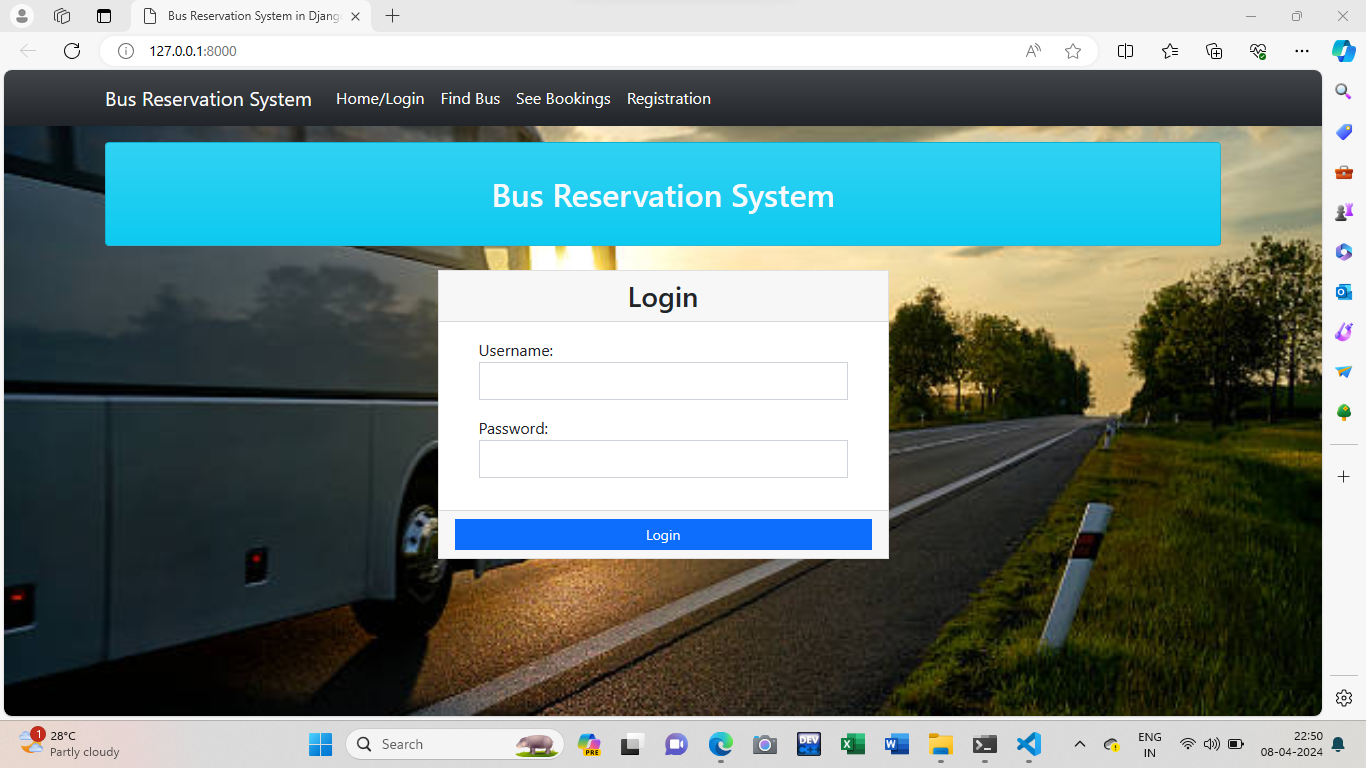 Bus Reservation System in Djang
127.0.0.1:8000
Bus Reservation System Home/Login Find Bus See Bookings Registration
Bus Reservation System
Login
Username:
Password:
Login
1
28°C
Partly cloudy
Search
PRE
DEV
ENG
IN
22:50
08-04-2024